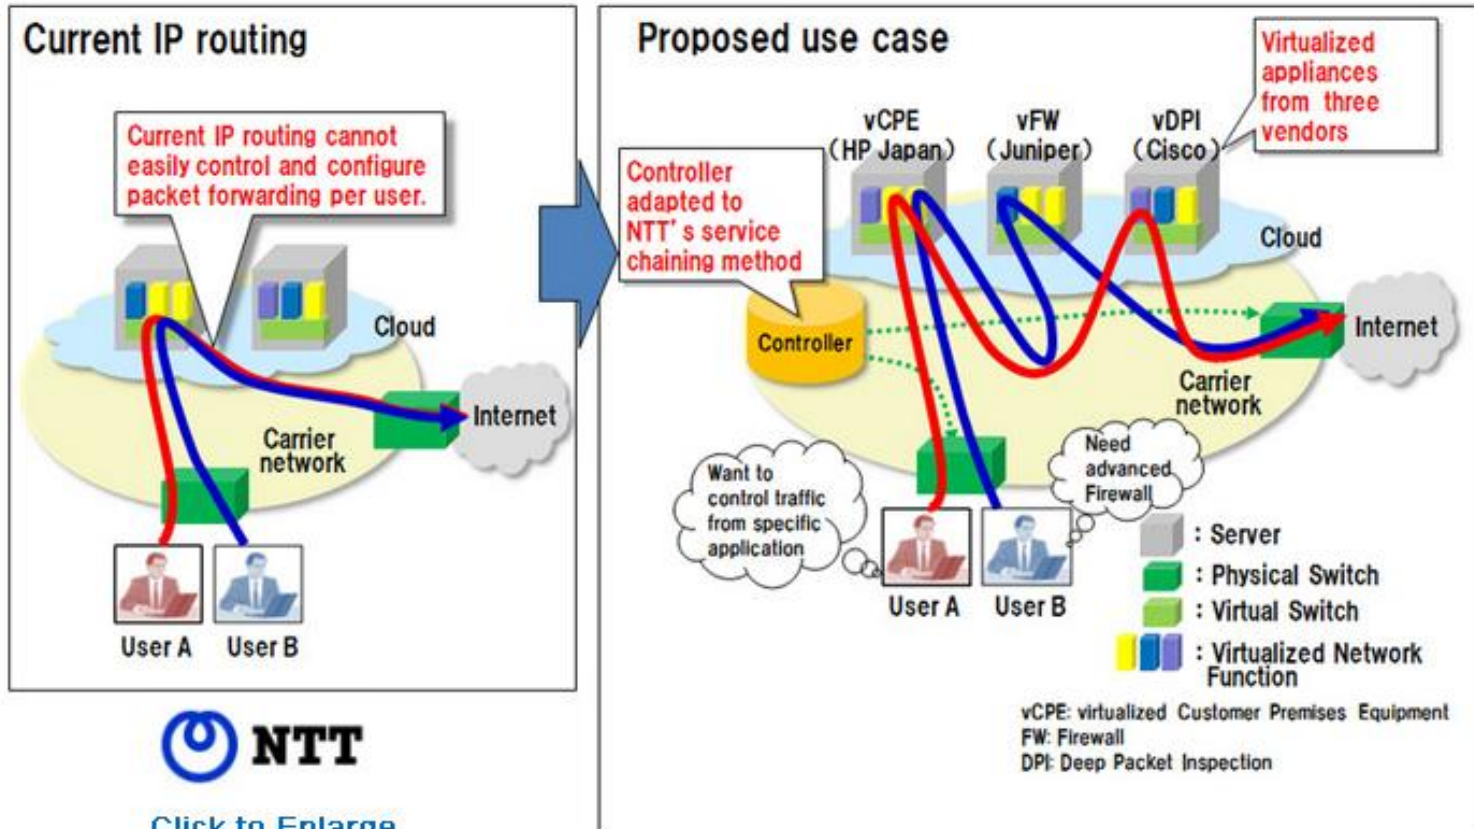 Current IP routing
Current IP routing cannot
easily control and configure
packet forwarding per user.
Cloud
Internet
Carrier
network
User A
User B
NTT
Click to Enlarge
Proposed use case
Virtualized
appliances
from three
vendors
vCPE
(HP Japan)
vFW
(Juniper)
vDPI
(Cisco)
Controller
adapted to
NTT's service
chaining method
Cloud
Controller
Internet
Carrier
network
Want to
control traffic
from specific
application
Need
advanced
Firewall
User A
User B
: Server
: Physical Switch
: Virtual Switch
: Virtualized Network
Function
vCPE: virtualized Customer Premises Equipment
FW: Firewall
DPI: Deep Packet Inspection